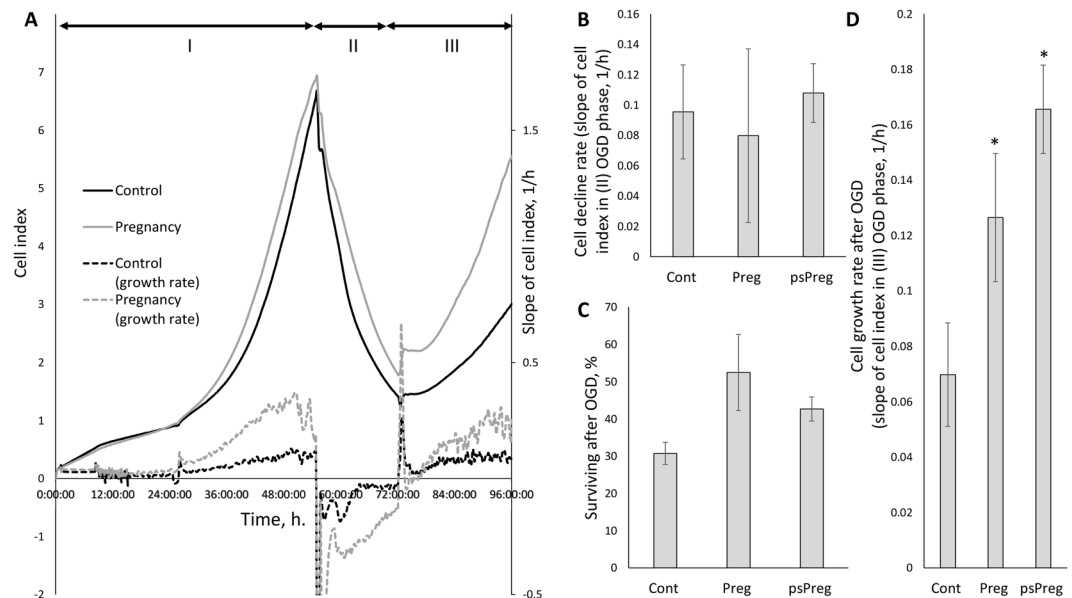 A
I
II
III
7
6
5
4
3
2
1
0
-1
-2
Cell index
Control
Pregnancy
Control
(growth rate)
Pregnancy
(growth rate)
0:00:00
12:00:00
24:00:00
36:00:00
48:00:00
60:00:00
72:00:00
84:00:00
96:00:00
Time, h.
1.5
0.5
-0.5
Slope of cell index, 1/h
B
Cell decline rate (slope of cell
index in (II) OGD phase, 1/h)
0.16
0.14
0.12
0.1
0.08
0.06
0.04
0.02
0
Cont
Preg
psPreg
C
Surviving after OGD, %
70
60
50
40
30
20
10
0
Cont
Preg
psPreg
D
Cell growth rate after OGD
(slope of cell index in (III) OGD phase, 1/h)
0.2
0.18
0.16
0.14
0.12
0.1
0.08
0.06
0.04
0.02
0
*
*
Cont
Preg
psPreg